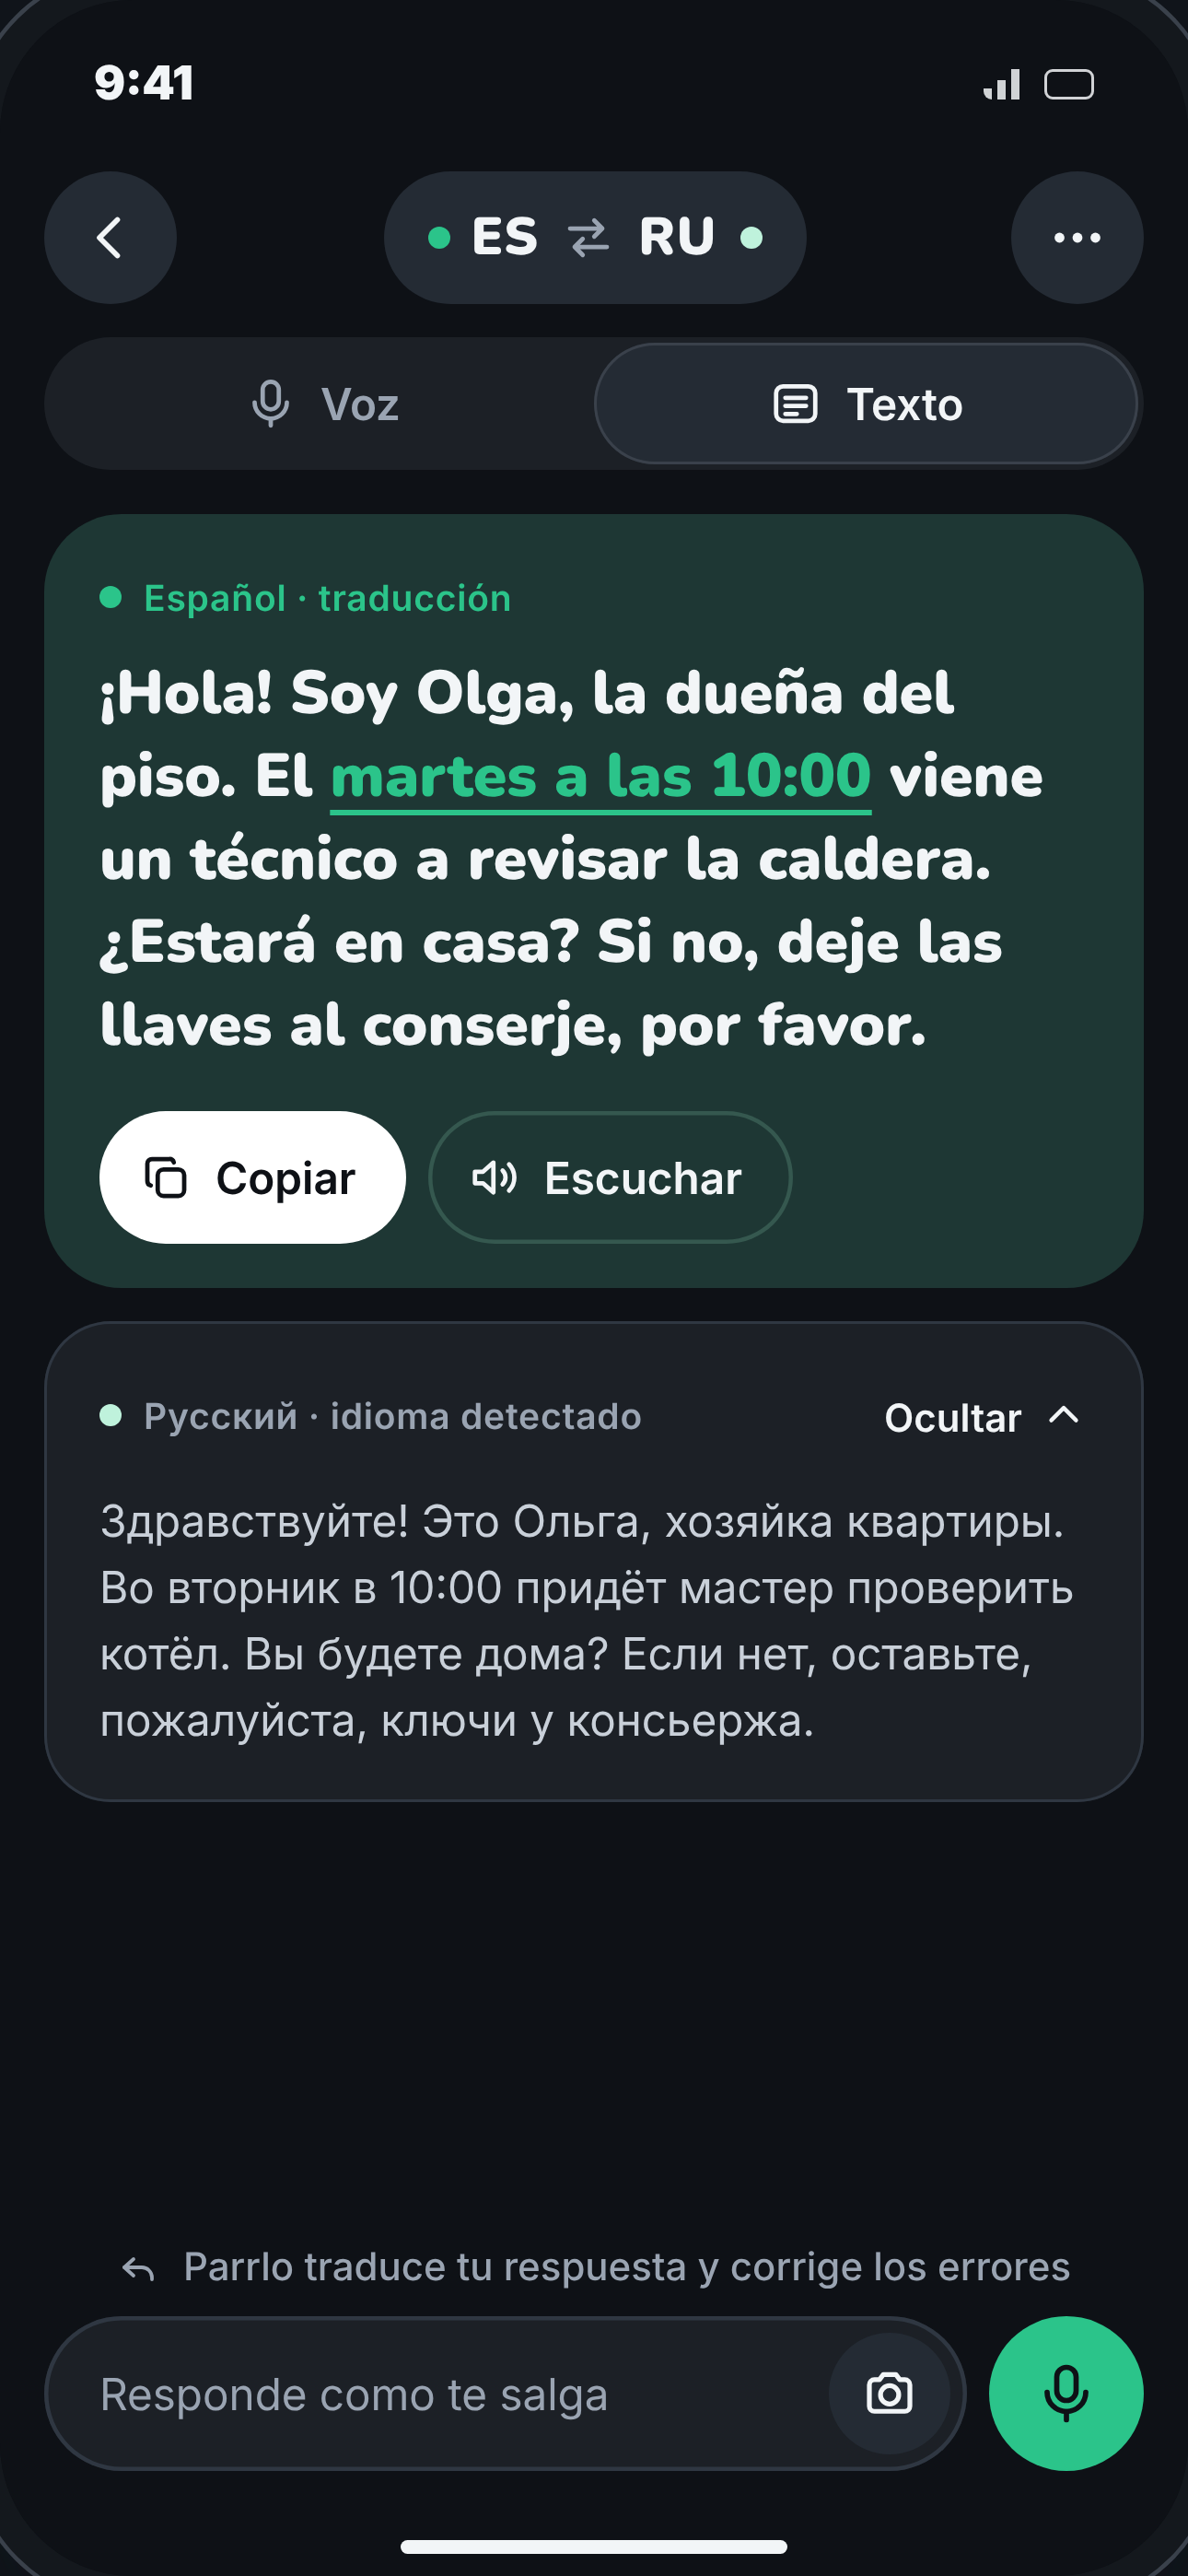 9:41
ES RU
Voz
Texto
Español · traducción
¡Hola! Soy Olga, la dueña del
piso. El martes a las 10:00 viene
un técnico a revisar la caldera.
¿Estará en casa? Si no, deje las
llaves al conserje, por favor.
Copiar
Escuchar
Русский · idioma detectado
Ocultar
Здравствуйте! Это Ольга, хозяйка квартиры.
Во вторник в 10:00 придёт мастер проверить
котёл. Вы будете дома? Если нет, оставьте,
пожалуйста, ключи у консьержа.
Parrlo traduce tu respuesta y corrige los errores
Responde como te salga